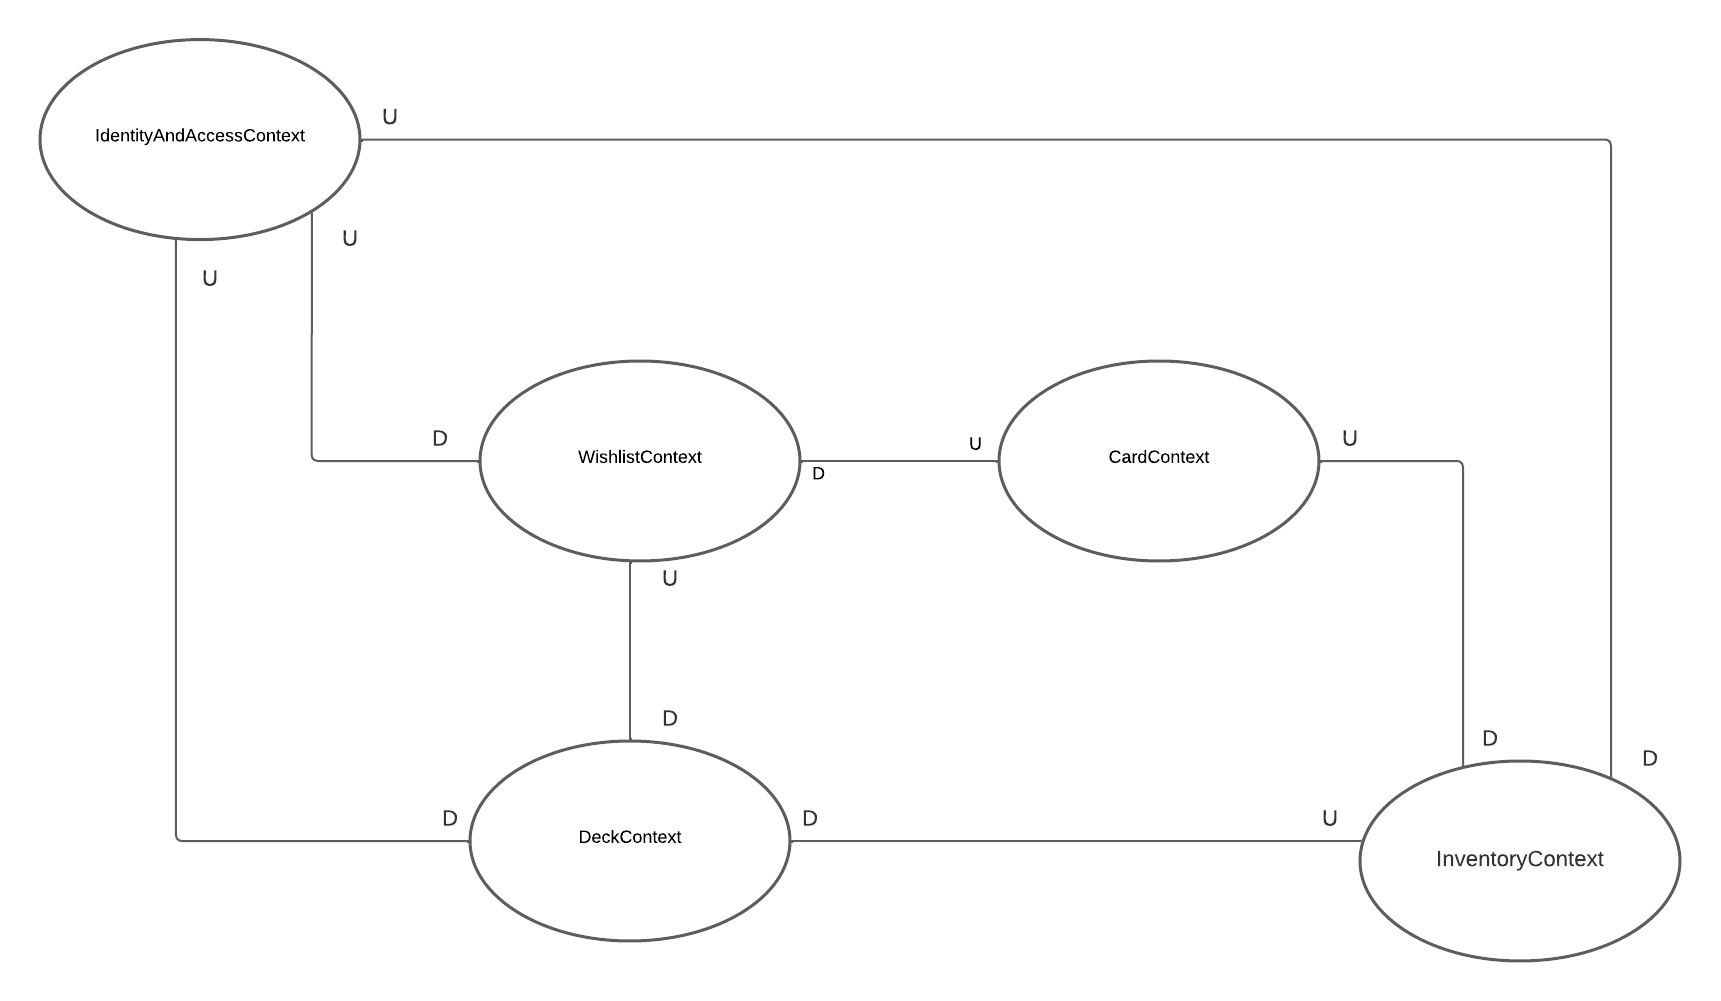 U
IdentityAndAccessContext
U
U
D
U
U
WishlistContext
CardContext
D
U
D
D
D
D
D
U
DeckContext
InventoryContext